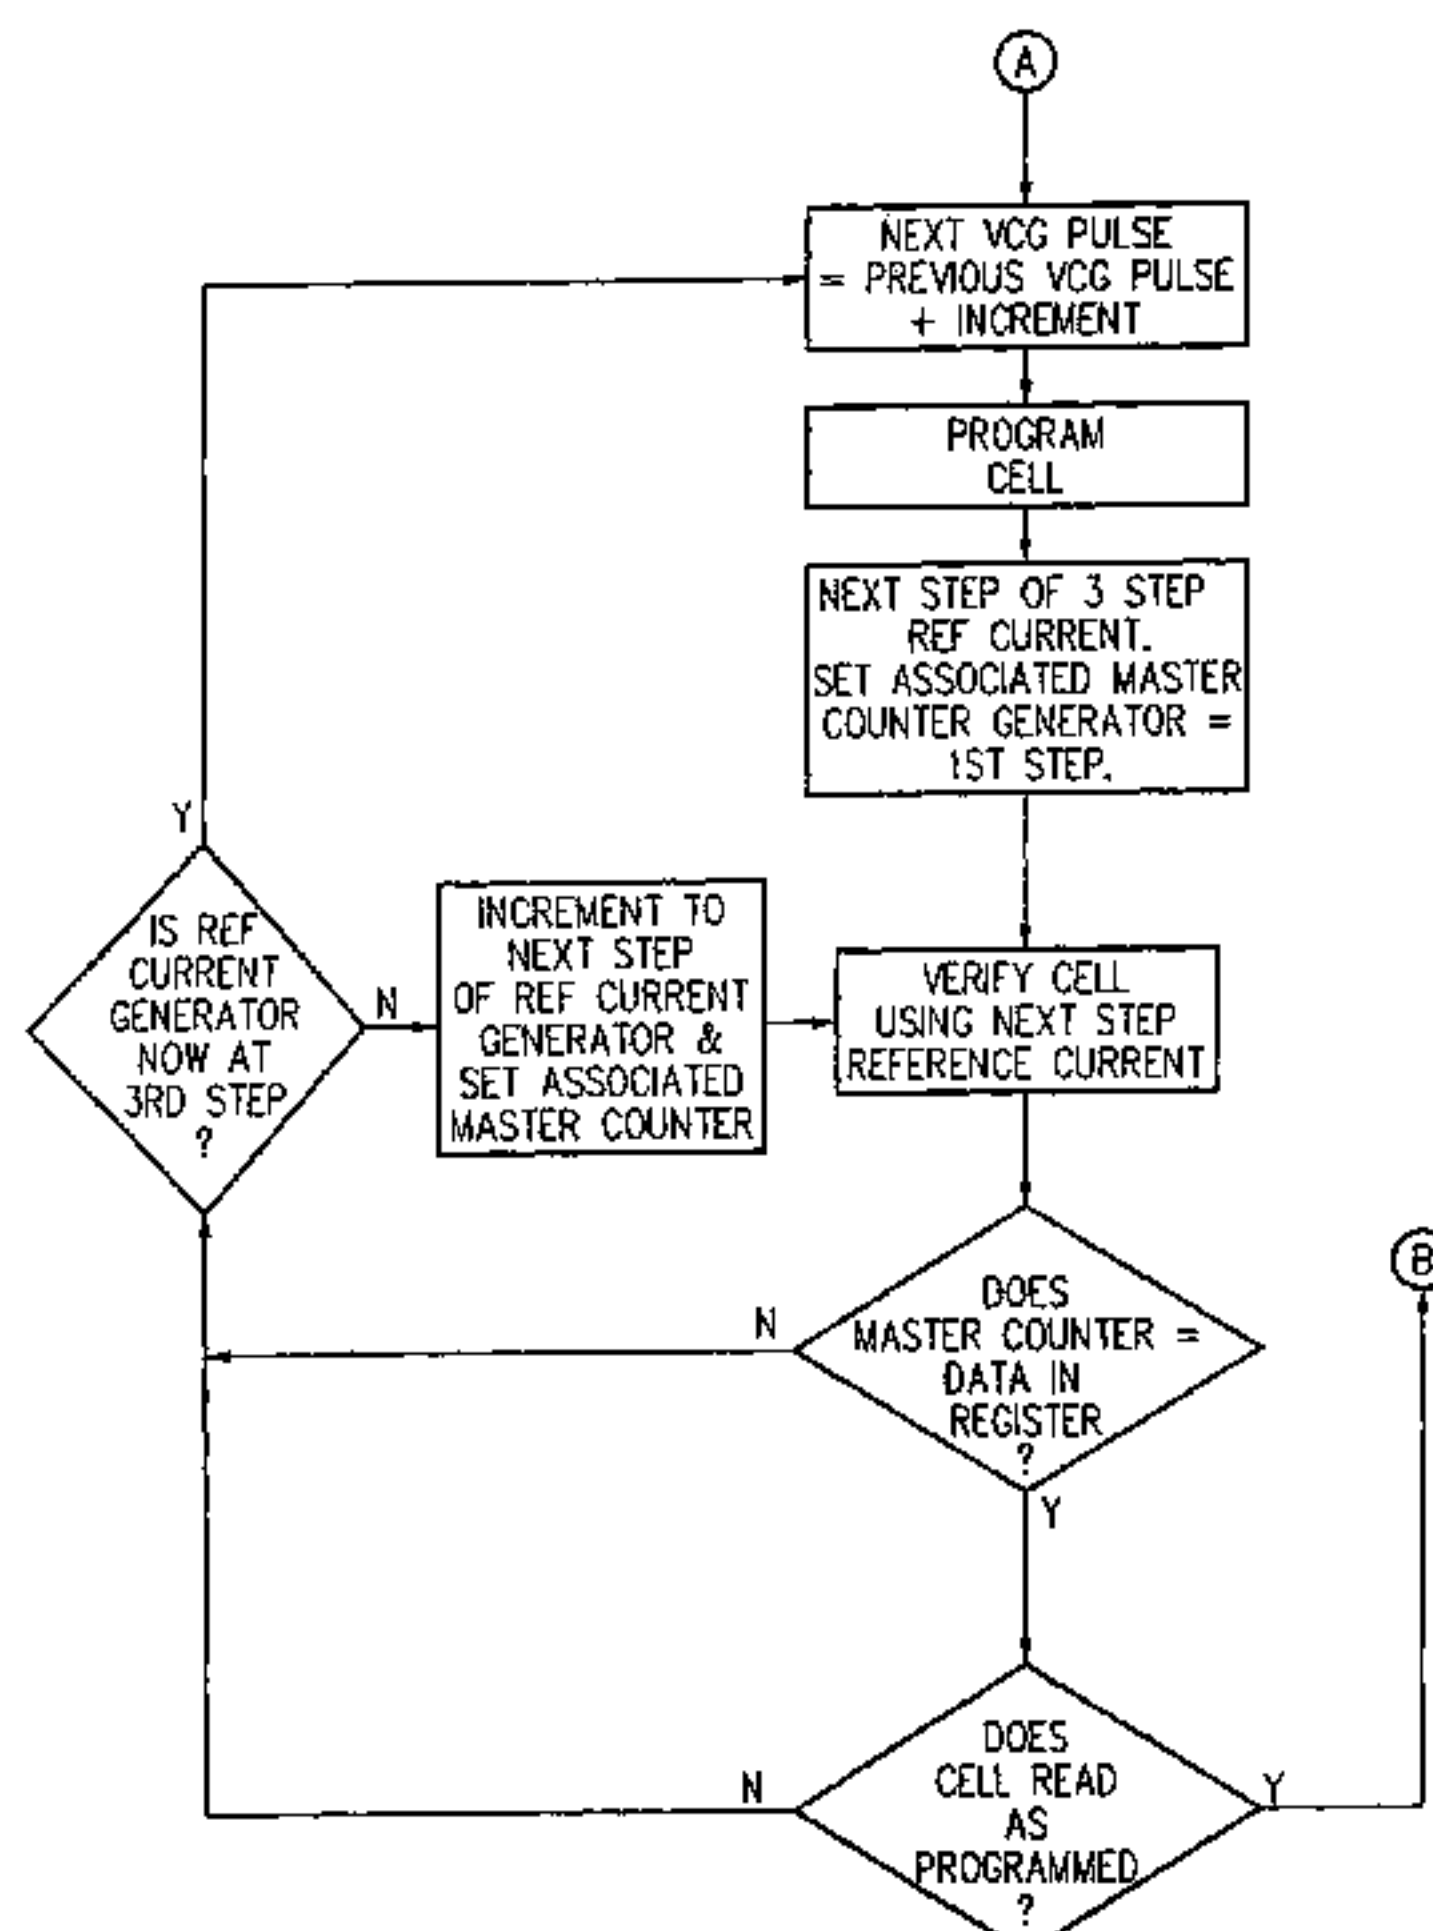 A
NEXT VCG PULSE
= PREVIOUS VCG PULSE
+ INCREMENT
PROGRAM
CELL
NEXT STEP OF 3 STEP
REF CURRENT.
SET ASSOCIATED MASTER
COUNTER GENERATOR =
1ST STEP.
Y
IS REF
CURRENT
GENERATOR
NOW AT
3RD STEP
?
N
INCREMENT TO
NEXT STEP
OF REF CURRENT
GENERATOR &
SET ASSOCIATED
MASTER COUNTER
VERIFY CELL
USING NEXT STEP
REFERENCE CURRENT
N
DOES
MASTER COUNTER =
DATA IN
REGISTER
?
Y
B
N
DOES
CELL READ
AS
PROGRAMMED
?
Y